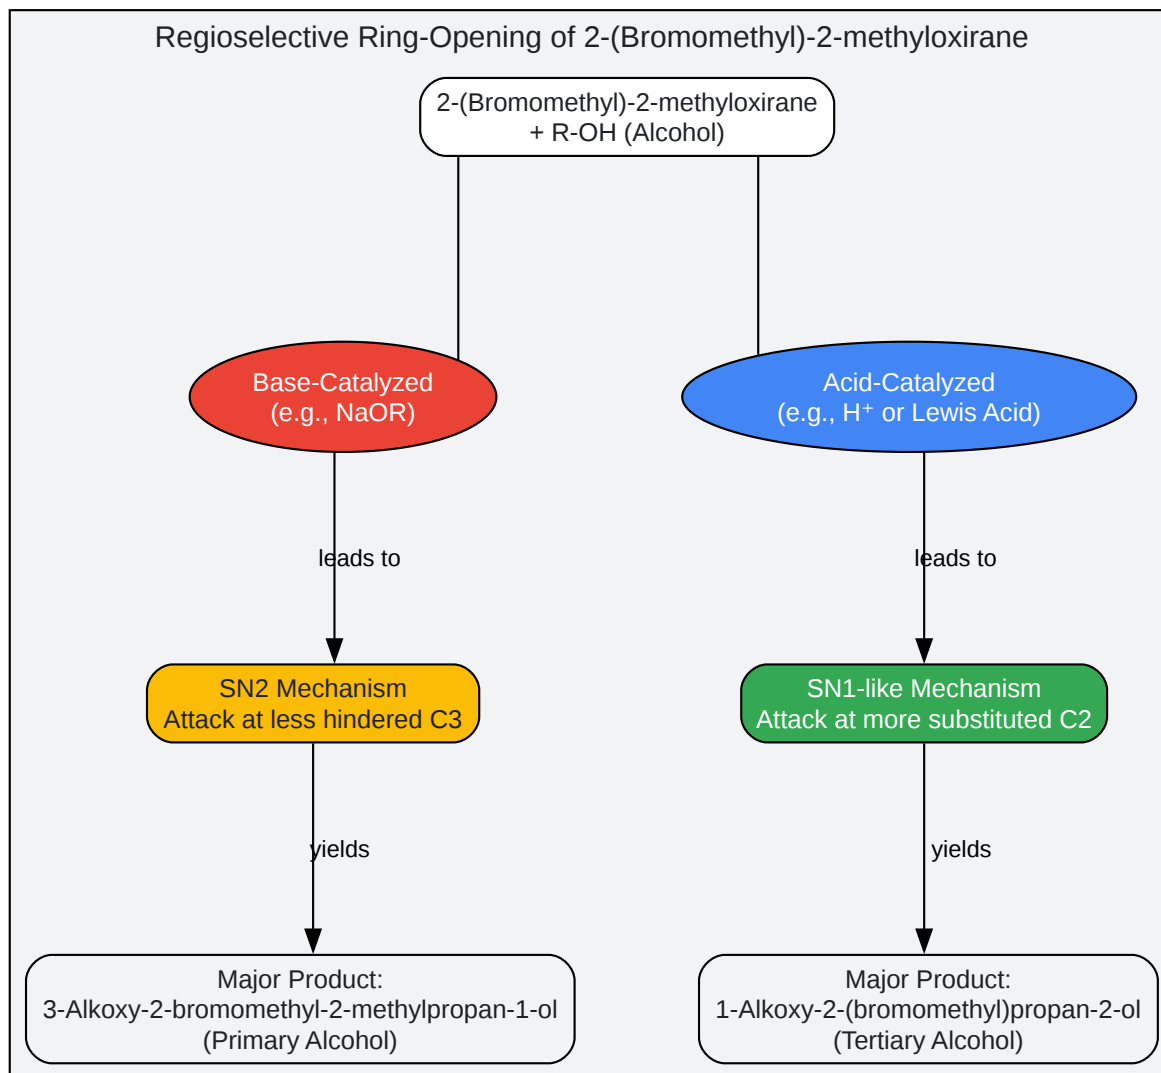 Regioselective Ring-Opening of 2-(Bromomethyl)-2-methyloxirane
2-(Bromomethyl)-2-methyloxirane
+ R-OH (Alcohol)
Base-Catalyzed
(e.g., NaOR)
Acid-Catalyzed
(e.g., H⁺ or Lewis Acid)
leads to
leads to
SN2 Mechanism
Attack at less hindered C3
SN1-like Mechanism
Attack at more substituted C2
yields
yields
Major Product:
3-Alkoxy-2-bromomethyl-2-methylpropan-1-ol
(Primary Alcohol)
Major Product:
1-Alkoxy-2-(bromomethyl)propan-2-ol
(Tertiary Alcohol)